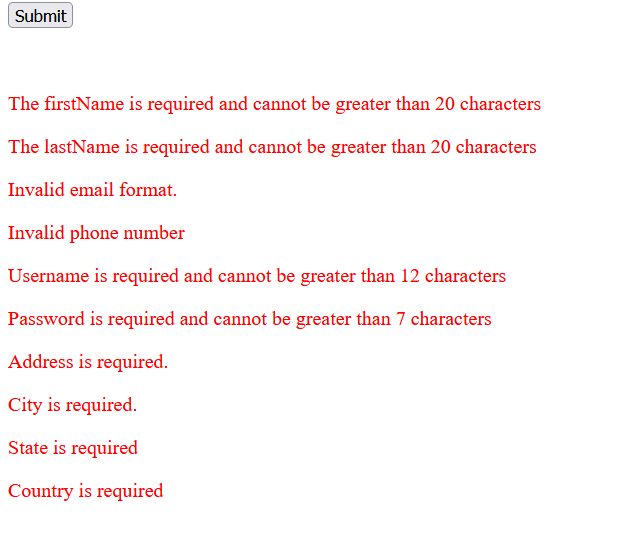 Submit
The firstName is required and cannot be greater than 20 characters
The lastName is required and cannot be greater than 20 characters
Invalid email format.
Invalid phone number
Username is required and cannot be greater than 12 characters
Password is required and cannot be greater than 7 characters
Address is required.
City is required.
State is required
Country is required